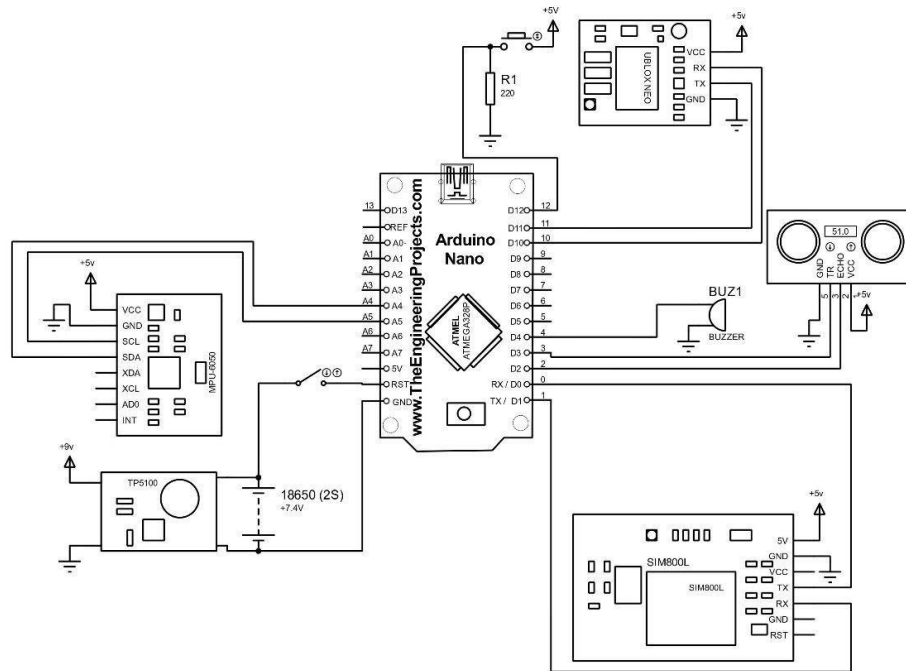 +5V
R1
220
+5v
VCC
RX
TX
GND
UBLOX NEO
www.TheEngineeringProjects.com
Arduino
Nano
ATMEL
ATMEGA328P
13
D13
REF
A0
A0
A1
A1
A2
A2
A3
A3
A4
A4
A5
A5
A6
A6
A7
A7
5V
RST
GND
D12
12
D11
11
D10
10
D9
9
D8
8
D7
7
D6
6
D5
5
D4
4
D3
3
D2
2
RX / D0
0
TX / D1
1
51.0
GND
TR
ECHO
VCC
5
3
2
1
+5v
BUZ1
BUZZER
+5v
VCC
GND
SCL
SDA
XDA
XCL
AD0
INT
MPU-6050
+9v
TP5100
18650 (2S)
+7.4V
+5v
SIM800L
SIM800L
5V
GND
VCC
TX
RX
GND
RST